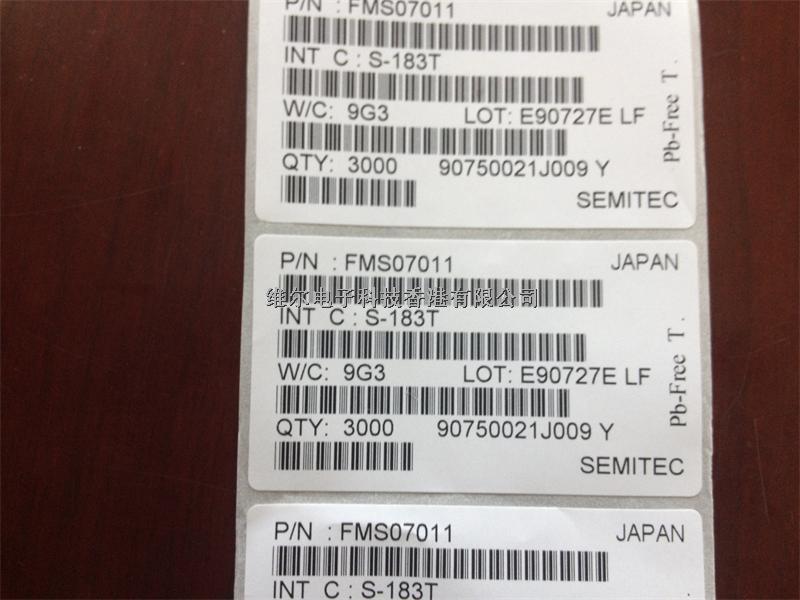 P/N : FMS07011 JAPAN
INT C : S-183T
W/C: 9G3 LOT: E90727E LF
QTY: 3000 90750021J009 Y
SEMITEC
Pb-Free T.
P/N : FMS07011 JAPAN
维尔电子科技香港有限公司
INT C : S-183T
W/C: 9G3 LOT: E90727E LF
QTY: 3000 90750021J009 Y
SEMITEC
Pb-Free T.
P/N : FMS07011 JAPAN
INT C : S-183T